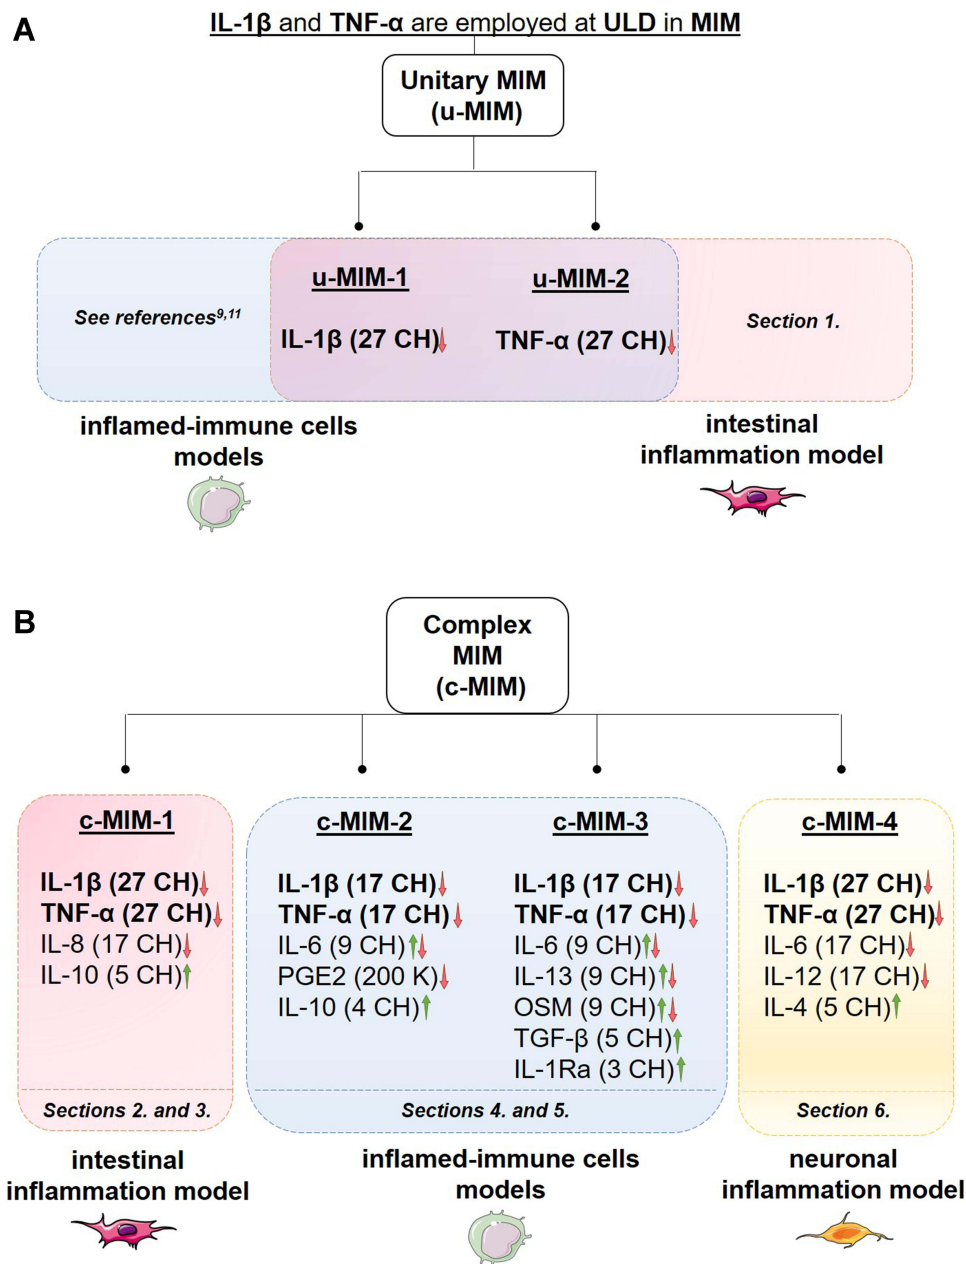 A
IL-1β and TNF-α are employed at ULD in MIM
Unitary MIM
(u-MIM)
u-MIM-1
u-MIM-2
See references9,11
IL-1β (27 CH)
TNF-α (27 CH)
Section 1.
inflamed-immune cells
models
intestinal
inflammation model
B
Complex
MIM
(c-MIM)
c-MIM-1
IL-1β (27 CH)
TNF-α (27 CH)
IL-8 (17 CH)
IL-10 (5 CH)
Sections 2. and 3.
intestinal
inflammation model
c-MIM-2
IL-1β (17 CH)
TNF-α (17 CH)
IL-6 (9 CH)
PGE2 (200 K)
IL-10 (4 CH)
c-MIM-3
IL-1β (17 CH)
TNF-α (17 CH)
IL-6 (9 CH)
IL-13 (9 CH)
OSM (9 CH)
TGF-β (5 CH)
IL-1Ra (3 CH)
Sections 4. and 5.
inflamed-immune cells
models
c-MIM-4
IL-1β (27 CH)
TNF-α (27 CH)
IL-6 (17 CH)
IL-12 (17 CH)
IL-4 (5 CH)
Section 6.
neuronal
inflammation model